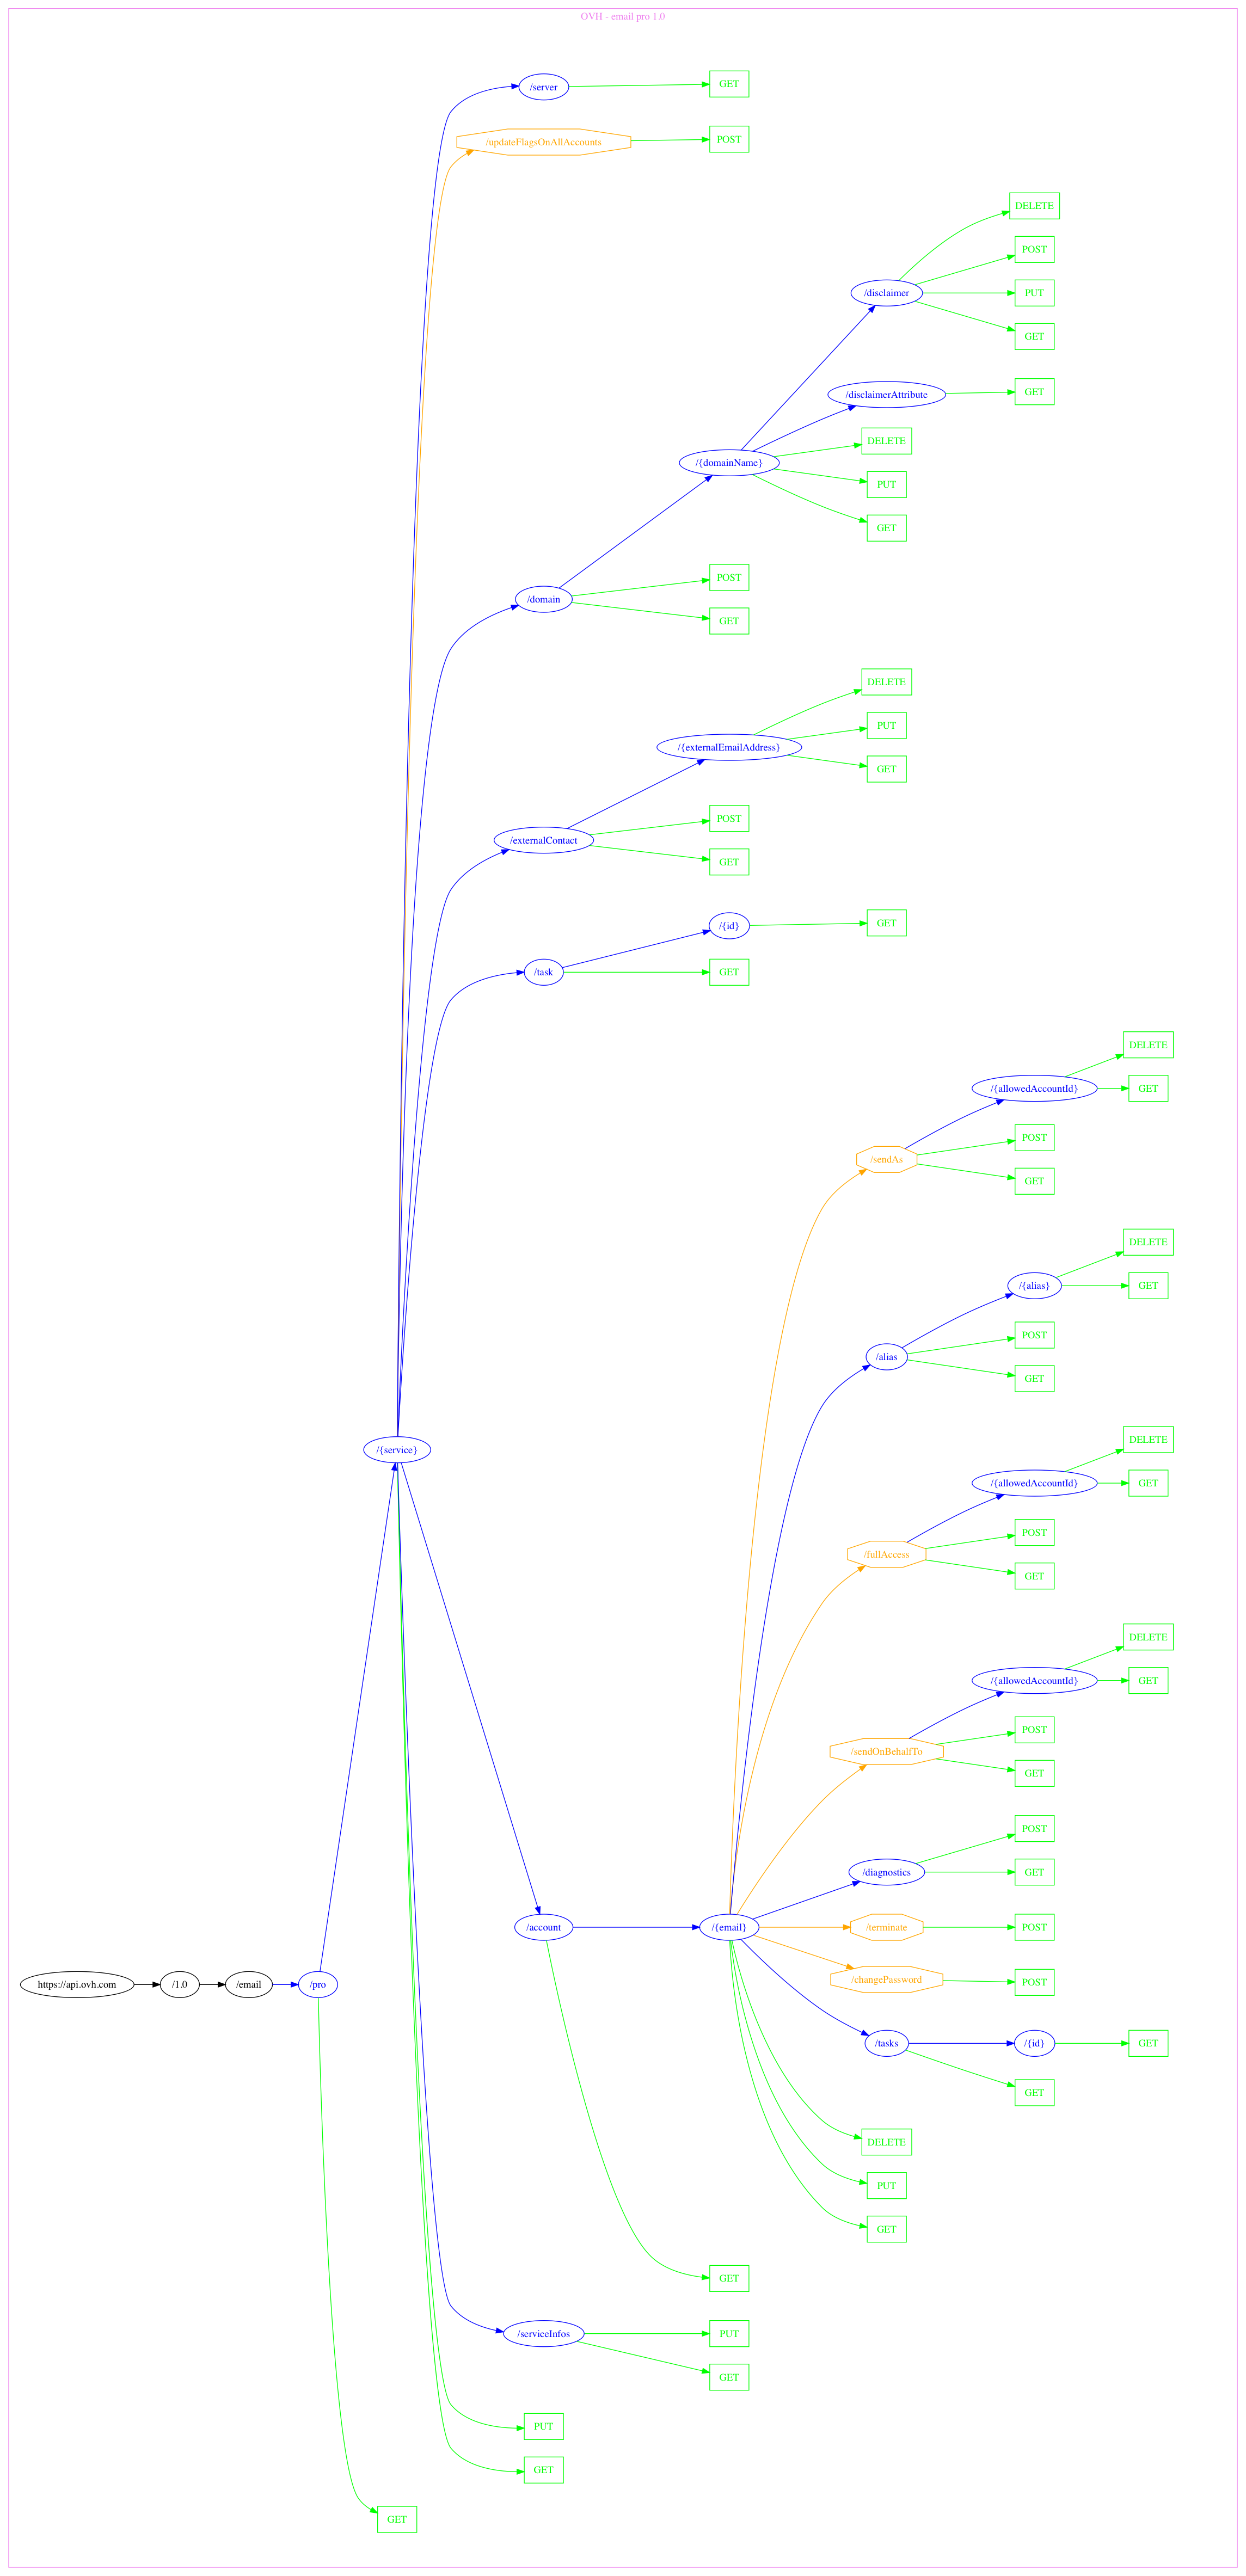 OVH - email pro 1.0
/server
GET
/updateFlagsOnAllAccounts
POST
DELETE
POST
/disclaimer
PUT
GET
/disclaimerAttribute
GET
DELETE
/{domainName}
PUT
GET
POST
/domain
GET
DELETE
PUT
/{externalEmailAddress}
GET
POST
/externalContact
GET
/{id}
GET
/task
GET
DELETE
/{allowedAccountId}
GET
POST
/sendAs
GET
DELETE
/{alias}
GET
POST
/alias
GET
DELETE
/{service}
/{allowedAccountId}
GET
POST
/fullAccess
GET
DELETE
/{allowedAccountId}
GET
POST
/sendOnBehalfTo
GET
POST
/diagnostics
GET
/account
/{email}
/terminate
POST
/changePassword
POST
https://api.ovh.com
/1.0
/email
/pro
/tasks
/{id}
GET
GET
DELETE
PUT
GET
GET
/serviceInfos
PUT
GET
PUT
GET
GET